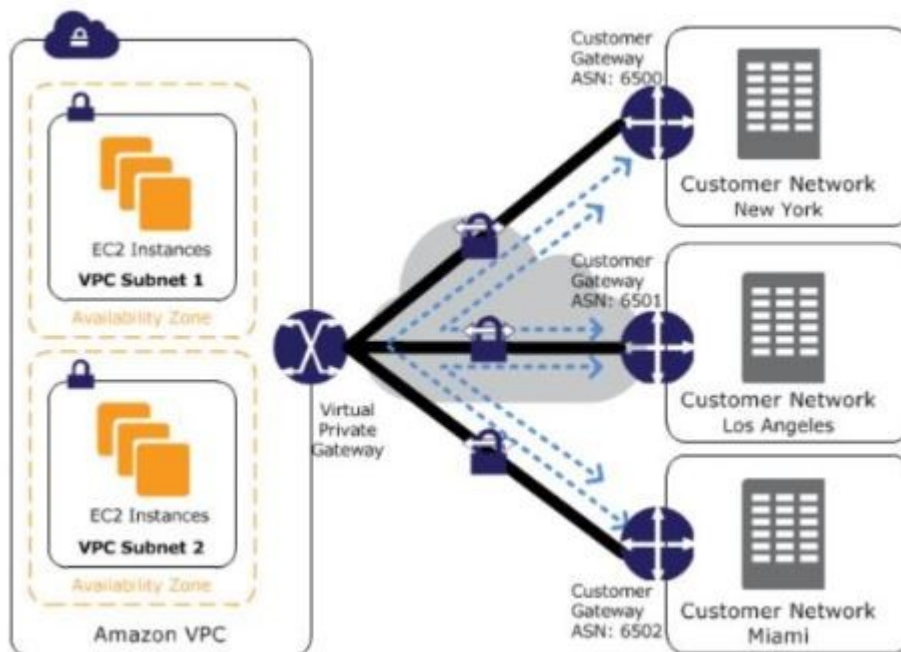 EC2 Instances
VPC Subnet 1
Availability Zone
EC2 Instances
VPC Subnet 2
Availability Zone
Amazon VPC
Virtual
Private
Gateway
Customer
Gateway
ASN: 6500
Customer Network
New York
Customer
Gateway
ASN: 6501
Customer Network
Los Angeles
Customer
Gateway
ASN: 6502
Customer Network
Miami